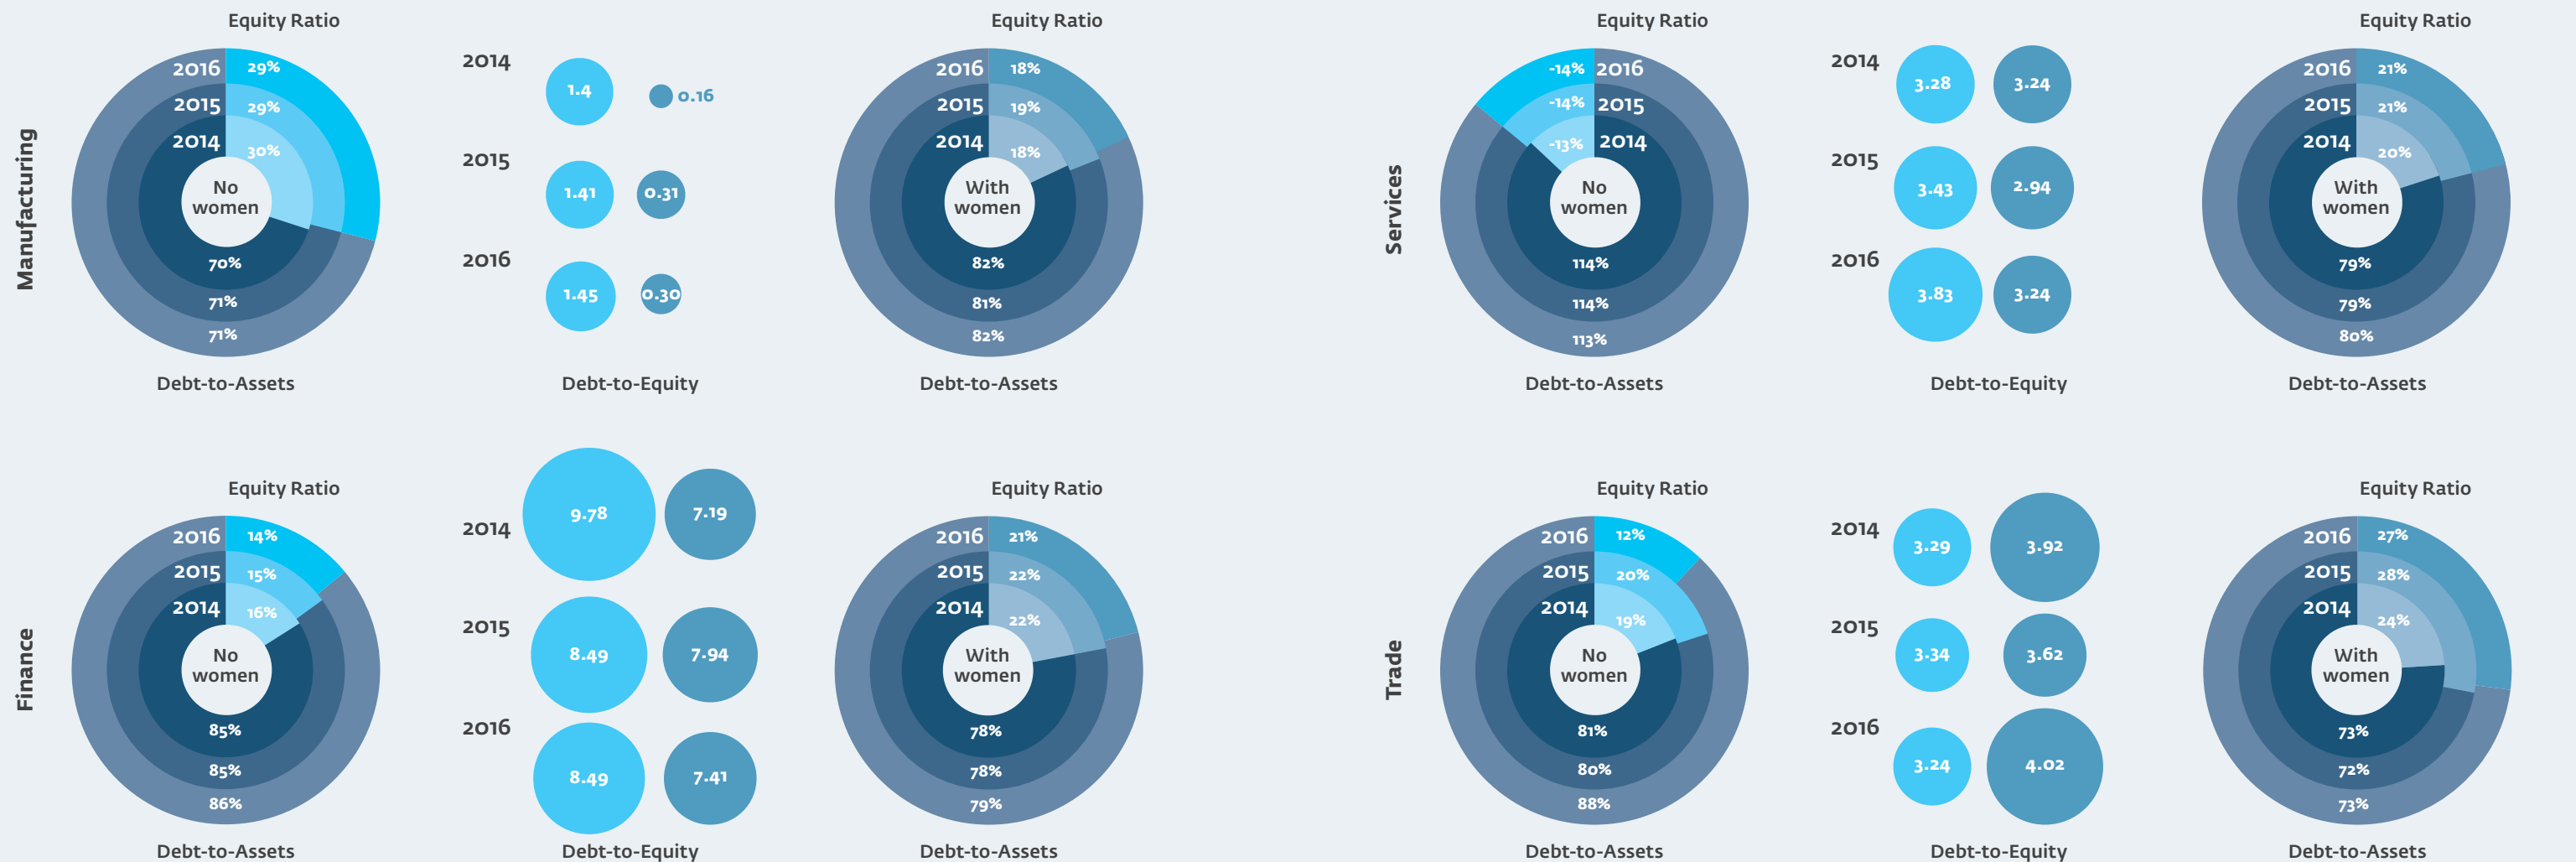 Manufacturing
Equity Ratio
2016 29%
2015 29%
2014 30%
No
women
70%
71%
71%
Debt-to-Assets
2014
1.4 0.16
2015
1.41 0.31
2016
1.45 0.30
Debt-to-Equity
Equity Ratio
2016 18%
2015 19%
2014 18%
With
women
82%
81%
82%
Debt-to-Assets
Services
Equity Ratio
-14% 2016
-14% 2015
-13% 2014
No
women
114%
114%
113%
Debt-to-Assets
2014
3.28 3.24
2015
3.43 2.94
2016
3.83 3.24
Debt-to-Equity
Equity Ratio
2016 21%
2015 21%
2014 20%
With
women
79%
79%
80%
Debt-to-Assets
Finance
Equity Ratio
2016 14%
2015 15%
2014 16%
No
women
85%
85%
86%
Debt-to-Assets
2014
9.78 7.19
2015
8.49 7.94
2016
8.49 7.41
Debt-to-Equity
Equity Ratio
2016 21%
2015 22%
2014 22%
With
women
78%
78%
79%
Debt-to-Assets
Trade
Equity Ratio
2016 12%
2015 20%
2014 19%
No
women
81%
80%
88%
Debt-to-Assets
2014
3.29 3.92
2015
3.34 3.62
2016
3.24 4.02
Debt-to-Equity
Equity Ratio
2016 27%
2015 28%
2014 24%
With
women
73%
72%
73%
Debt-to-Assets